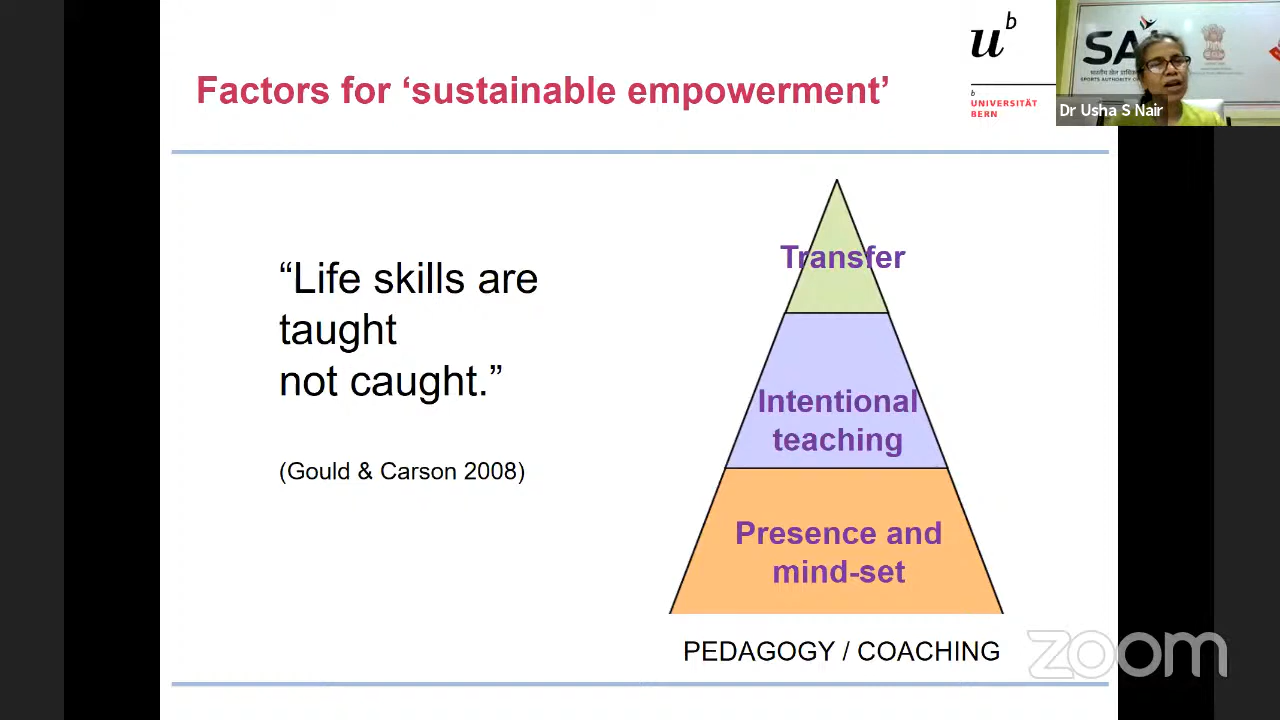 Factors for ‘sustainable empowerment’
u
b
b
UNIVERSITÄT
BERN
SA
Dr Usha S Nair
“Life skills are
taught
not caught.”
(Gould & Carson 2008)
Transfer
Intentional
teaching
Presence and
mind-set
PEDAGOGY / COACHING
zoom